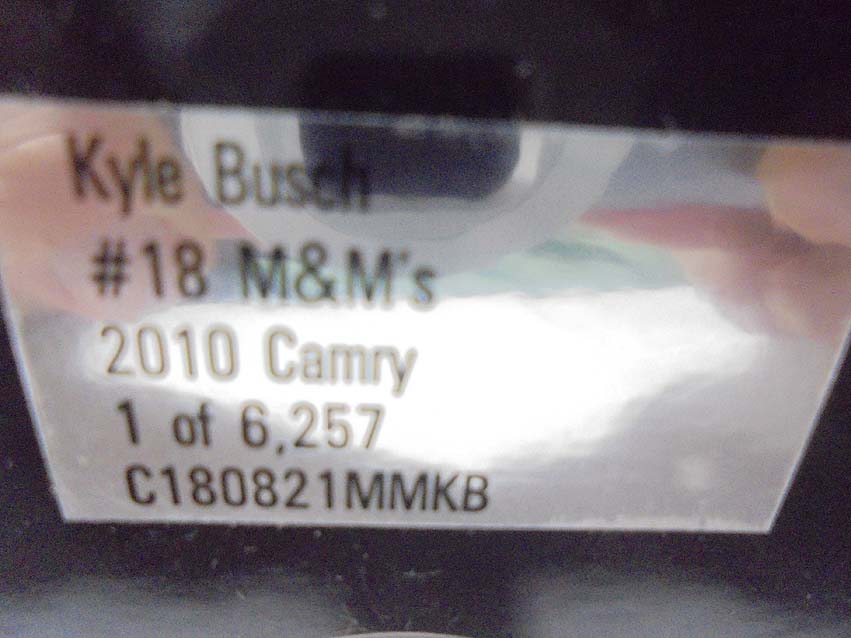 Kyle Busch
#18 M&M's
2010 Camry
1 of 6,257
C180821MMKB